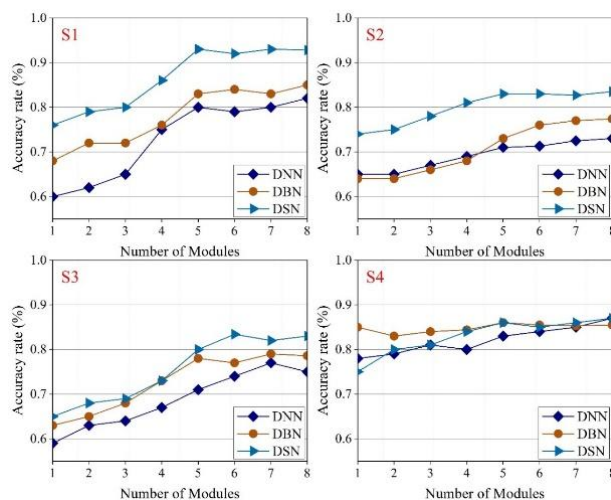 S1
Accuracy rate (%)
1.0
0.9
0.8
0.7
0.6
DNN
DBN
DSN
1 2 3 4 5 6 7 8
Number of Modules
S2
Accuracy rate (%)
1.0
0.9
0.8
0.7
0.6
DNN
DBN
DSN
1 2 3 4 5 6 7 8
Number of Modules
S3
Accuracy rate (%)
1.0
0.9
0.8
0.7
0.6
DNN
DBN
DSN
1 2 3 4 5 6 7 8
Number of Modules
S4
Accuracy rate (%)
1.0
0.9
0.8
0.7
0.6
DNN
DBN
DSN
1 2 3 4 5 6 7 8
Number of Modules